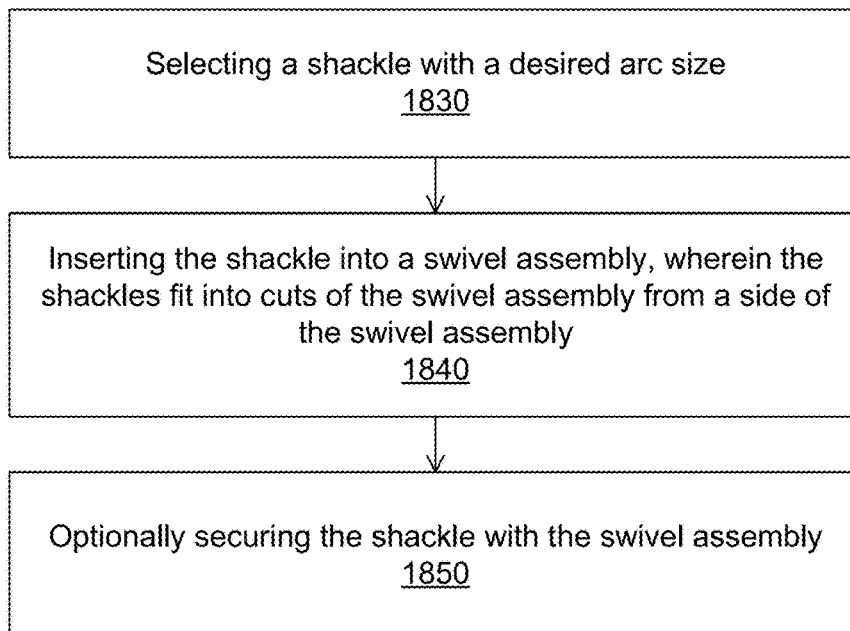 Selecting a shackle with a desired arc size
1830
Inserting the shackle into a swivel assembly, wherein the
shackles fit into cuts of the swivel assembly from a side of
the swivel assembly
1840
Optionally securing the shackle with the swivel assembly
1850